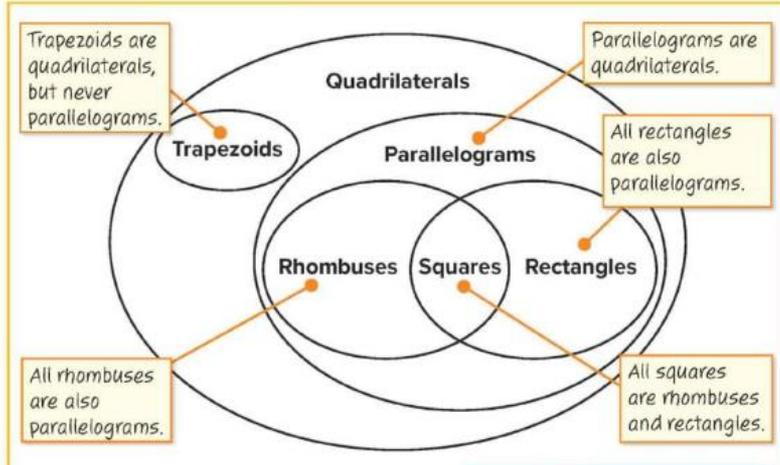 Trapezoids are
quadrilaterals,
but never
parallelograms.
Parallelograms are
quadrilaterals.
Quadrilaterals
All rectangles
are also
parallelograms.
Trapezoids
Parallelograms
Rhombuses
Squares
Rectangles
All rhombuses
are also
parallelograms.
All squares
are rhombuses
and rectangles.